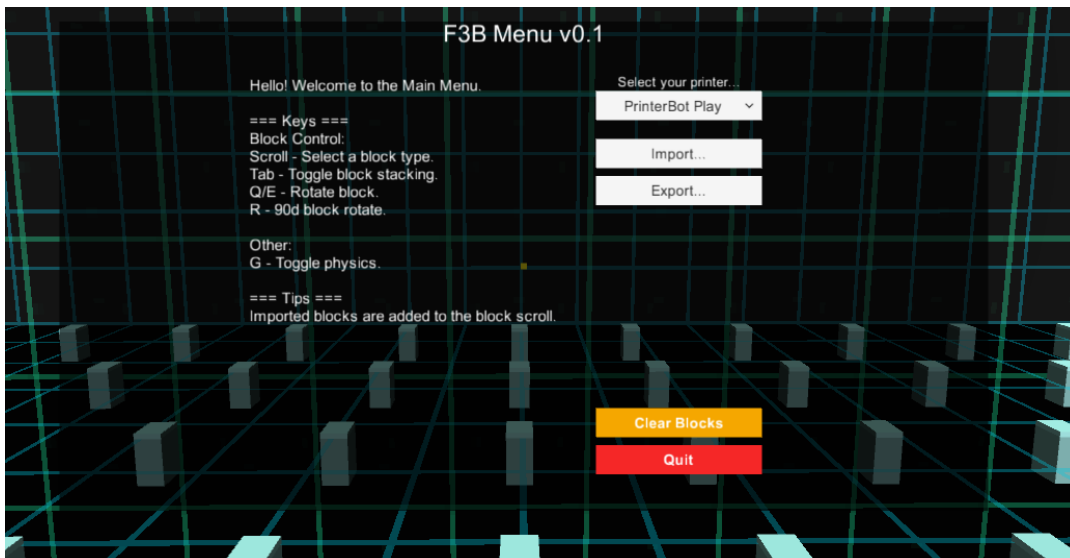 F3B Menu v0.1
Hello! Welcome to the Main Menu.
=== Keys ===
Block Control:
Scroll - Select a block type.
Tab - Toggle block stacking.
Q/E - Rotate block.
R - 90d block rotate.
Other:
G - Toggle physics.
=== Tips ===
Imported blocks are added to the block scroll.
Select your printer...
PrinterBot Play
Import...
Export...
Clear Blocks
Quit